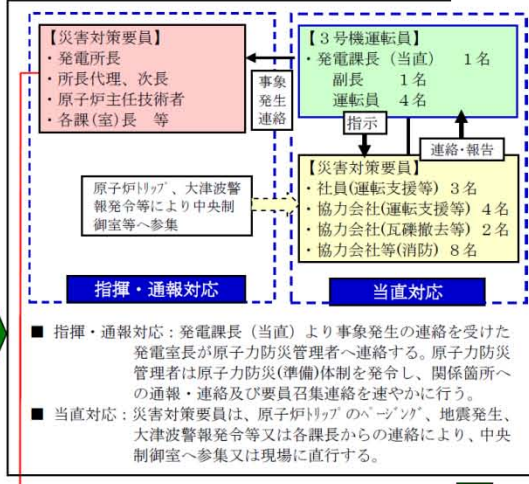 【災害対策要員】
・発電所長
・所長代理、次長
・原子炉主任技術者
・各課(室)長 等
事象
発生
連絡
【3号機運転員】
・発電課長(当直) 1名
副長 1名
運転員 4名
指示
連絡・報告
原子炉トリップ、大津波警
報発令等により中央制
御室等へ参集
【災害対策要員】
・社員(運転支援等) 3名
・協力会社(運転支援等) 4名
・協力会社(瓦礫撤去等) 2名
・協力会社等(消防) 8名
指揮・通報対応
当直対応
■ 指揮・通報対応:発電課長(当直)より事象発生の連絡を受けた
発電室長が原子力防災管理者へ連絡する。原子力防災
管理者は原子力防災(準備)体制を発令し、関係箇所へ
の通報・連絡及び要員召集連絡を速やかに行う。
■ 当直対応:災害対策要員は、原子炉トリップのページング、地震発生、
大津波警報発令等又は各課長からの連絡により、中央
制御室へ参集又は現場に直行する。